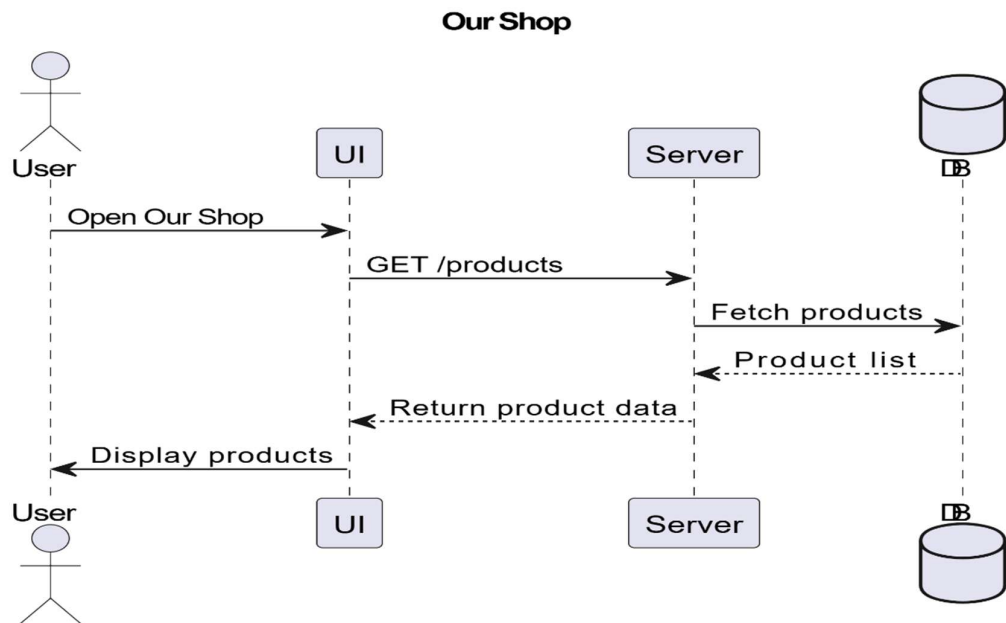 Our Shop
User
UI
Server
DB
Open Our Shop
GET /products
Fetch products
Product list
Return product data
Display products
User
UI
Server
DB